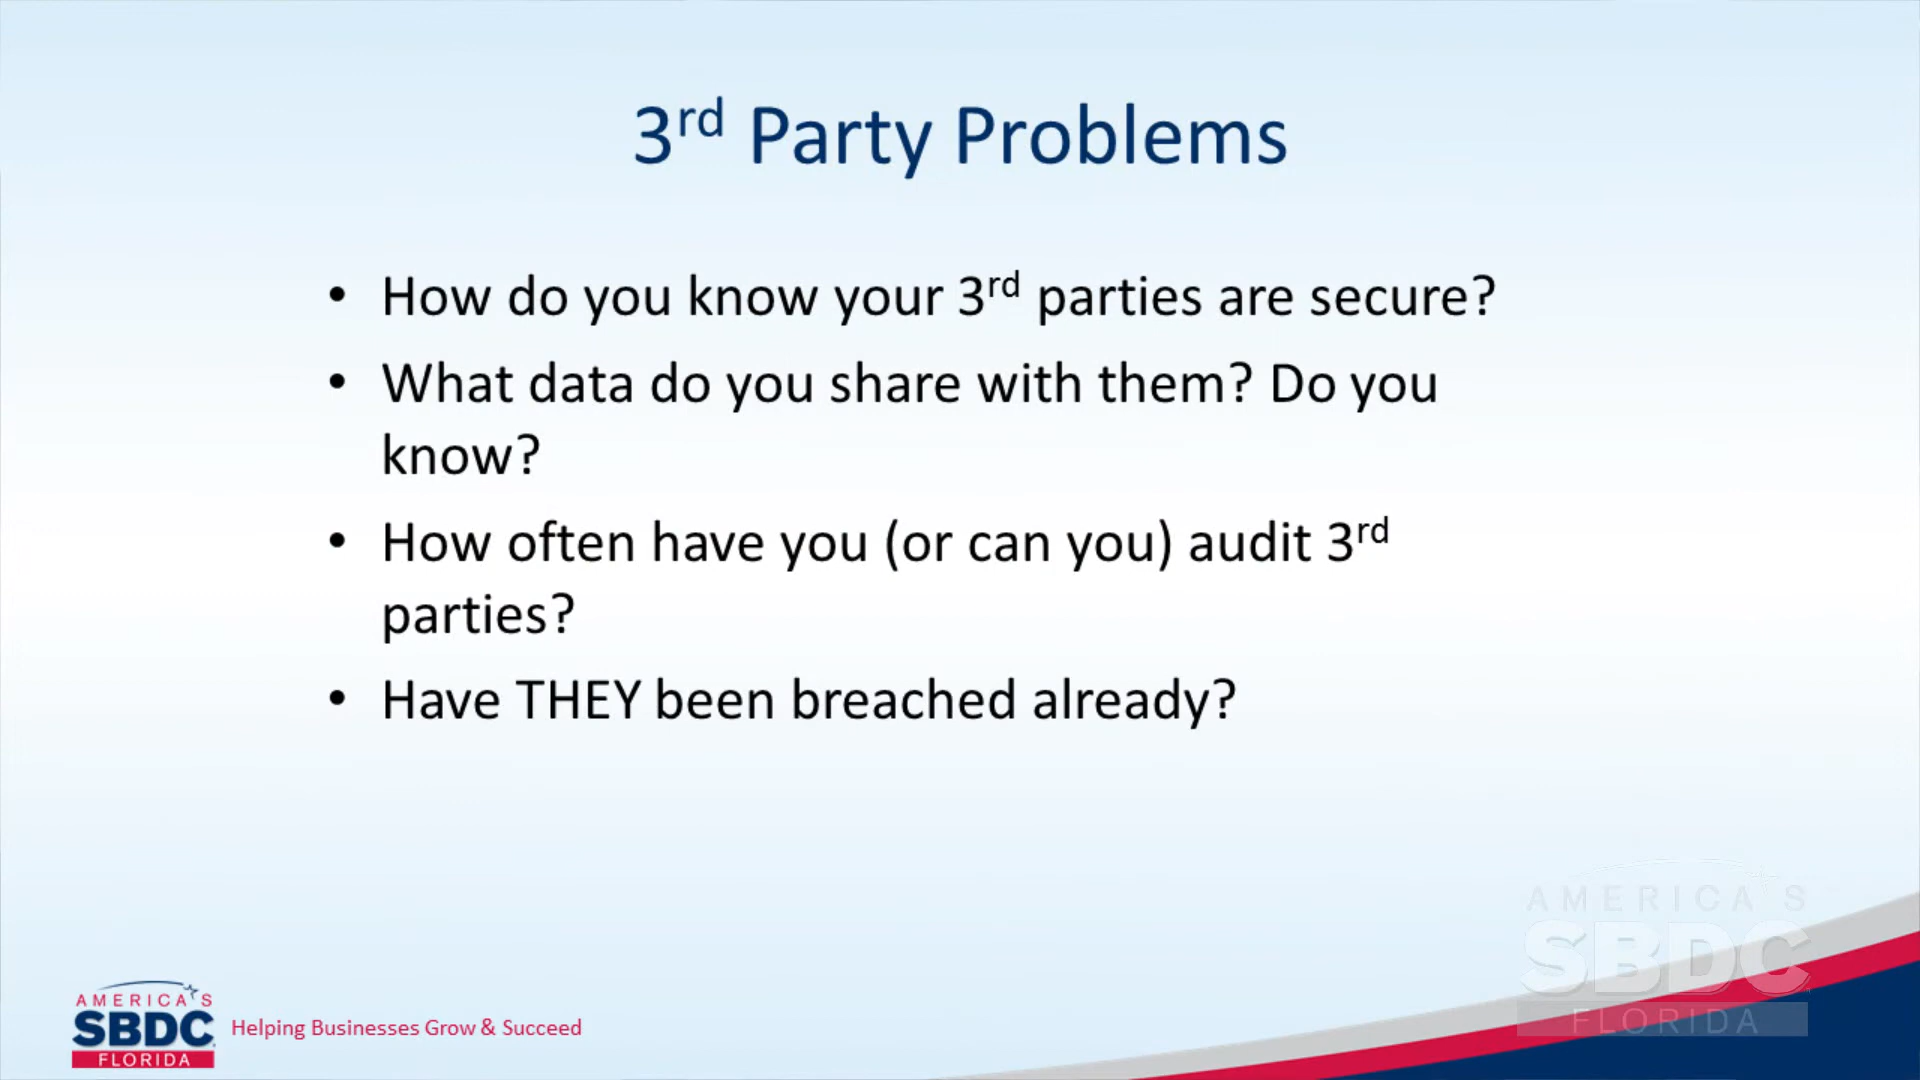 3rd Party Problems
• How do you know your 3rd parties are secure?
• What data do you share with them? Do you
know?
• How often have you (or can you) audit 3rd
parties?
• Have THEY been breached already?
AMERICA'S
SBDC
FLORIDA
Helping Businesses Grow & Succeed
AMERICA'S
SBDC
FLORIDA